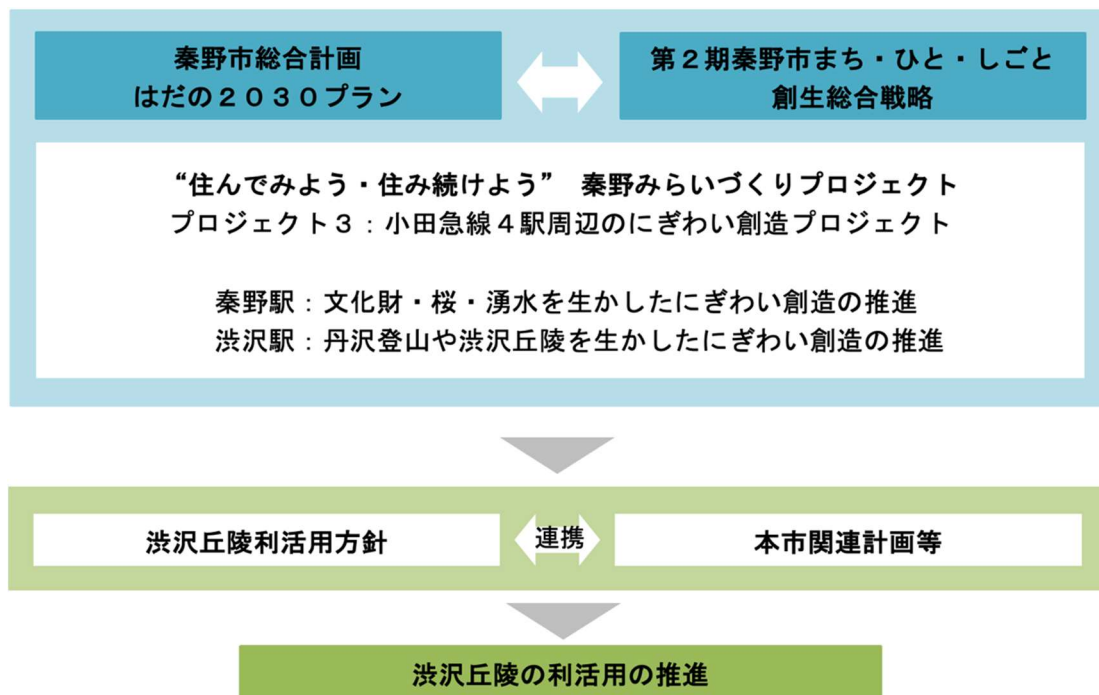 秦野市総合計画
はだの２０３０プラン
第２期秦野市まち・ひと・しごと
創生総合戦略
“住んでみよう・住み続けよう”　秦野みらいづくりプロジェクト
プロジェクト３：小田急線４駅周辺のにぎわい創造プロジェクト
秦野駅：文化財・桜・湧水を生かしたにぎわい創造の推進
渋沢駅：丹沢登山や渋沢丘陵を生かしたにぎわい創造の推進
渋沢丘陵利活用方針
連携
本市関連計画等
渋沢丘陵の利活用の推進